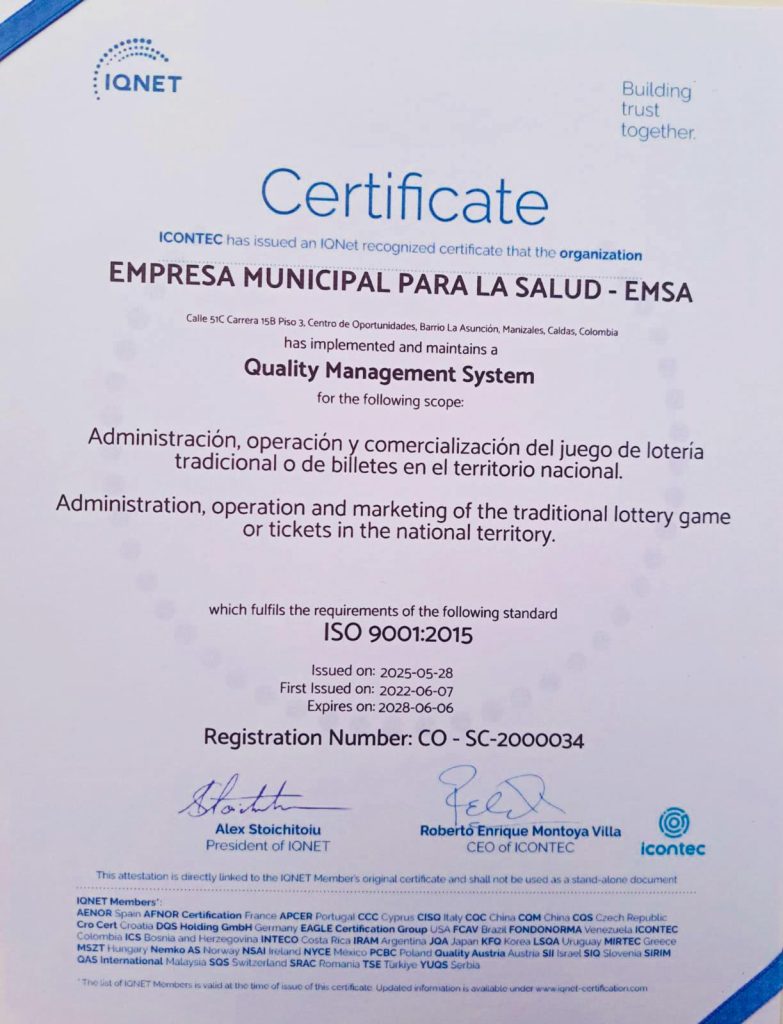 IQNET
Building
trust
together.
Certificate
ICONTEC has issued an IQNet recognized certificate that the organization
EMPRESA MUNICIPAL PARA LA SALUD - EMSA
Calle 51C Carrera 15B Piso 3, Centro de Oportunidades, Barrio La Asunción, Manizales, Caldas, Colombia
has implemented and maintains a
Quality Management System
for the following scope:
Administración, operación y comercialización del juego de lotería
tradicional o de billetes en el territorio nacional.
Administration, operation and marketing of the traditional lottery game
or tickets in the national territory.
which fulfils the requirements of the following standard
ISO 9001:2015
Issued on: 2025-05-28
First Issued on: 2022-06-07
Expires on: 2028-06-06
Registration Number: CO - SC-2000034
Alex Stoichitoiu
President of IQNET
Roberto Enrique Montoya Villa
CEO of ICONTEC
icontec
This attestation is directly linked to the IQNET Member's original certificate and shall not be used as a stand-alone document
IQNET Members*:
AENOR Spain AFNOR Certification France APCER Portugal CCC Cyprus CISQ Italy CQC China CQM China CQS Czech Republic
Cro Cert Croatia DQS Holding GmbH Germany EAGLE Certification Group USA FCAV Brazil FONDONORMA Venezuela ICONTEC
Colombia ICS Bosnia and Herzegovina INTECO Costa Rica IRAM Argentina JQA Japan KFQ Korea LSQA Uruguay MIRTEC Greece
MSZT Hungary Nemko AS Norway NSAI Ireland NYCE México PCBC Poland Quality Austria Austria SII Israel SIQ Slovenia SIRIM
QAS International Malaysia SQS Switzerland SRAC Romania TSE Türkiye YUQS Serbia
* The list of IQNET Members is valid at the time of issue of this certificate. Updated information is available under www.iqnet-certification.com